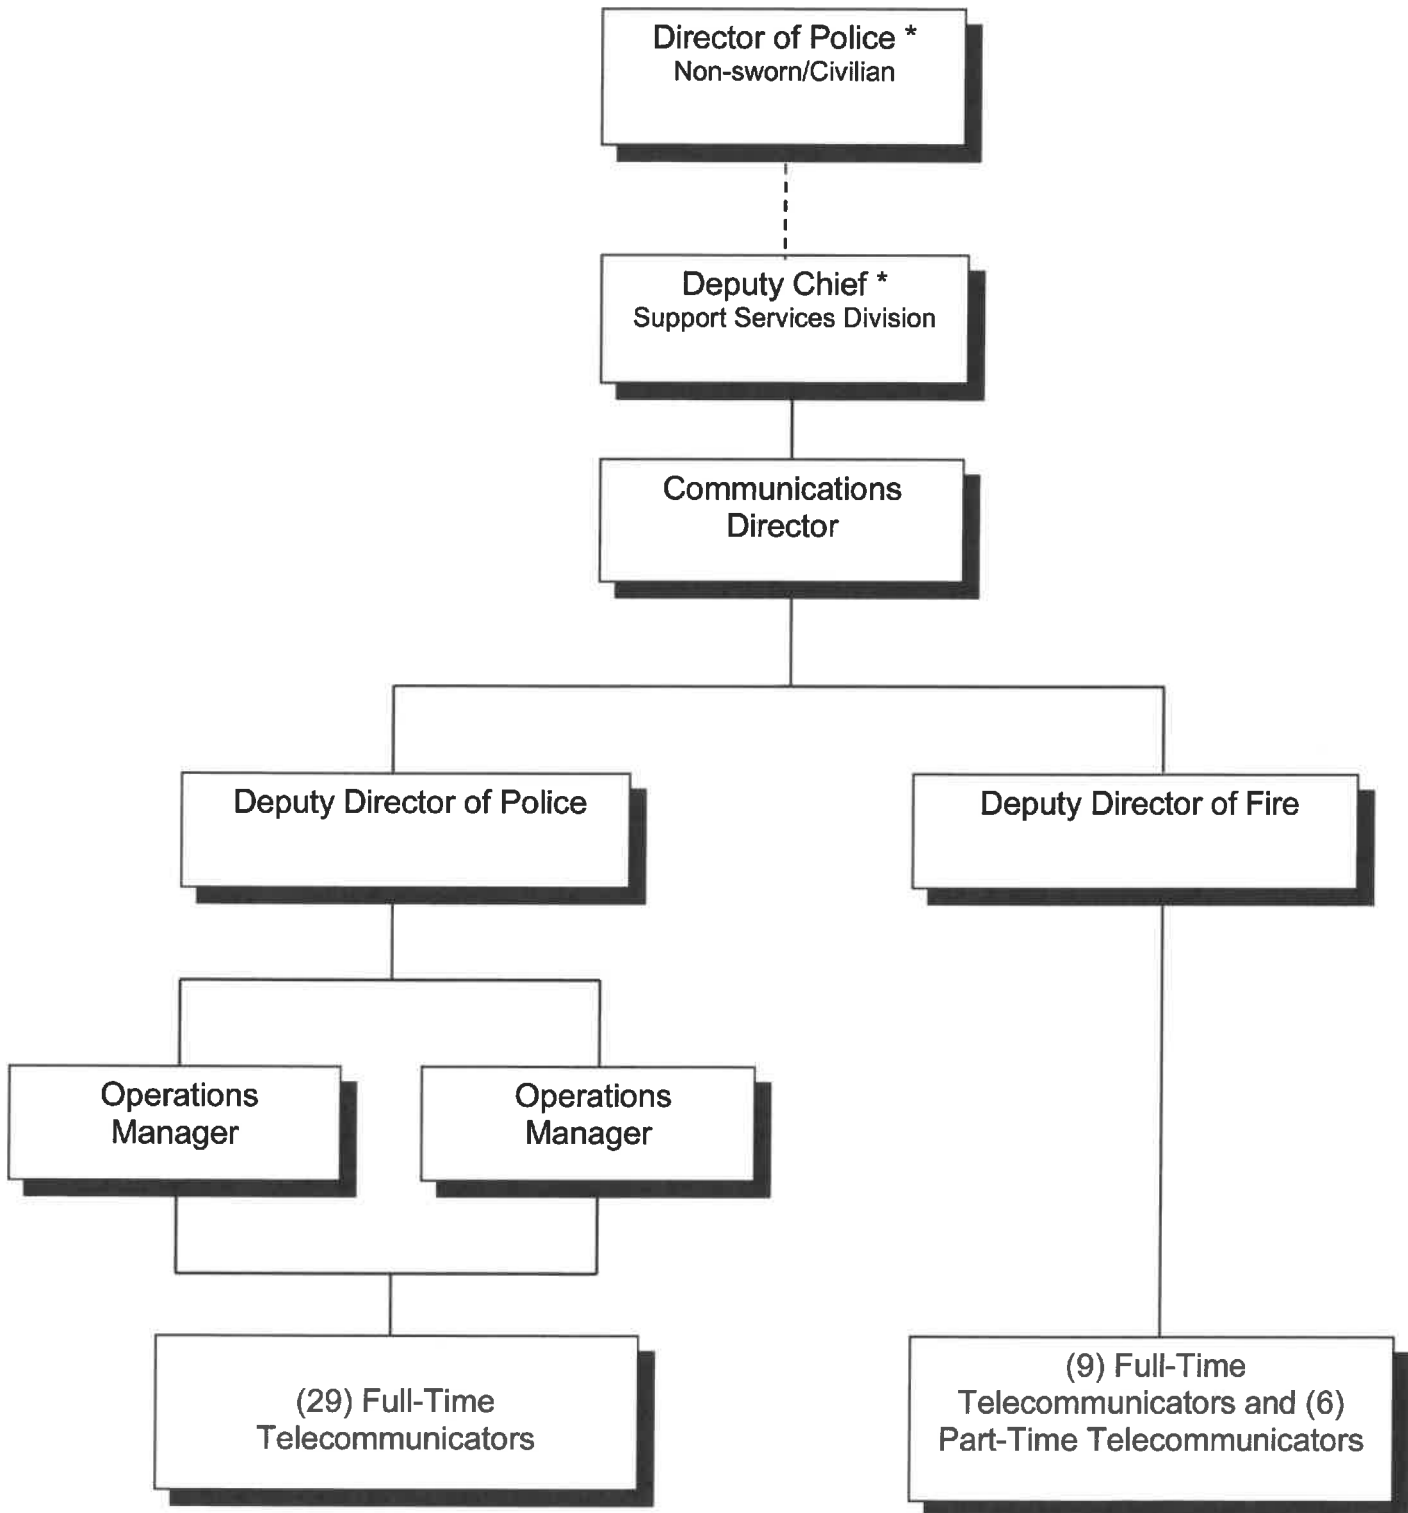 Director of Police *
Non-sworn/Civilian
Deputy Chief *
Support Services Division
Communications
Director
Deputy Director of Police
Deputy Director of Fire
Operations
Manager
Operations
Manager
(29) Full-Time
Telecommunicators
(9) Full-Time
Telecommunicators and (6)
Part-Time Telecommunicators